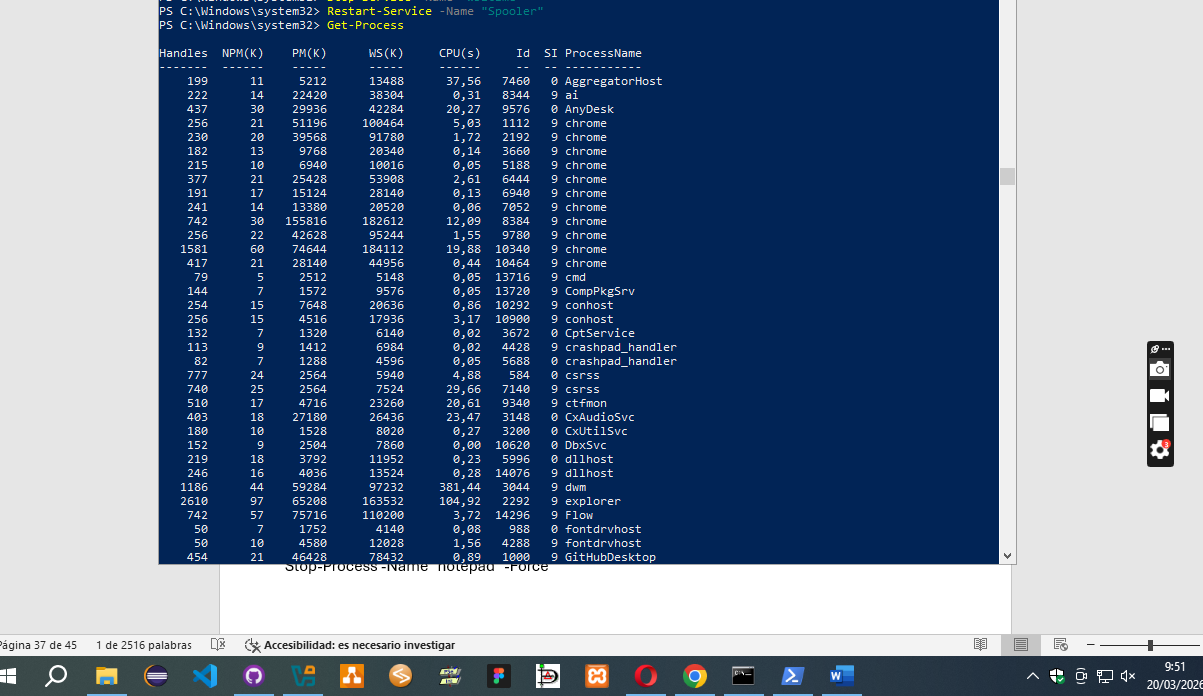 PS C:\Windows\system32> Restart-Service -Name "Spooler"
PS C:\Windows\system32> Get-Process
Handles NPM(K) PM(K) WS(K) CPU(s) Id SI ProcessName
------- ------ ----- ----- ------ -- -- -----------
199 11 5212 13488 37,56 7460 0 AggregatorHost
222 14 22420 38304 0,31 8344 9 ai
437 30 29936 42284 20,27 9576 0 AnyDesk
256 21 51196 100464 5,03 1112 9 chrome
230 20 39568 91780 1,72 2192 9 chrome
182 13 9768 20340 0,14 3660 9 chrome
215 10 6940 10016 0,05 5188 9 chrome
377 21 25428 53908 2,61 6444 9 chrome
191 17 15124 28140 0,13 6940 9 chrome
241 14 13380 20520 0,06 7052 9 chrome
742 30 155816 182612 12,09 8384 9 chrome
256 22 42628 95244 1,55 9780 9 chrome
1581 60 74644 184112 19,88 10340 9 chrome
417 21 28140 44956 0,44 10464 9 chrome
79 5 2512 5148 0,05 13716 9 cmd
144 7 1572 9576 0,05 13720 9 CompPkgSrv
254 15 7648 20636 0,86 10292 9 conhost
256 15 4516 17936 3,17 10900 9 conhost
132 7 1320 6140 0,02 3672 0 CptService
113 9 1412 6984 0,02 4428 9 crashpad_handler
82 7 1288 4596 0,05 5688 0 crashpad_handler
777 24 2564 5940 4,88 584 0 csrss
740 25 2564 7524 29,66 7140 9 csrss
510 17 4716 23260 20,61 9340 9 ctfmon
403 18 27180 26436 23,47 3148 0 CxAudioSvc
180 10 1528 8020 0,27 3200 0 CxUtilSvc
152 9 2504 7860 0,00 10620 0 DbxSvc
219 18 3792 11952 0,23 5996 0 dllhost
246 16 4036 13524 0,28 14076 9 dllhost
1186 44 59284 97232 381,44 3044 9 dwm
2610 97 65208 163532 104,92 2292 9 explorer
742 57 75716 110200 3,72 14296 9 Flow
50 7 1752 4140 0,08 988 0 fontdrvhost
50 10 4580 12028 1,56 4288 9 fontdrvhost
454 21 46428 78432 0,89 1000 9 GitHubDesktop
Stop-Process -Name "notepad" -Force
Página 37 de 45 1 de 2516 palabras Accesibilidad: es necesario investigar
3
9:51
20/03/2026